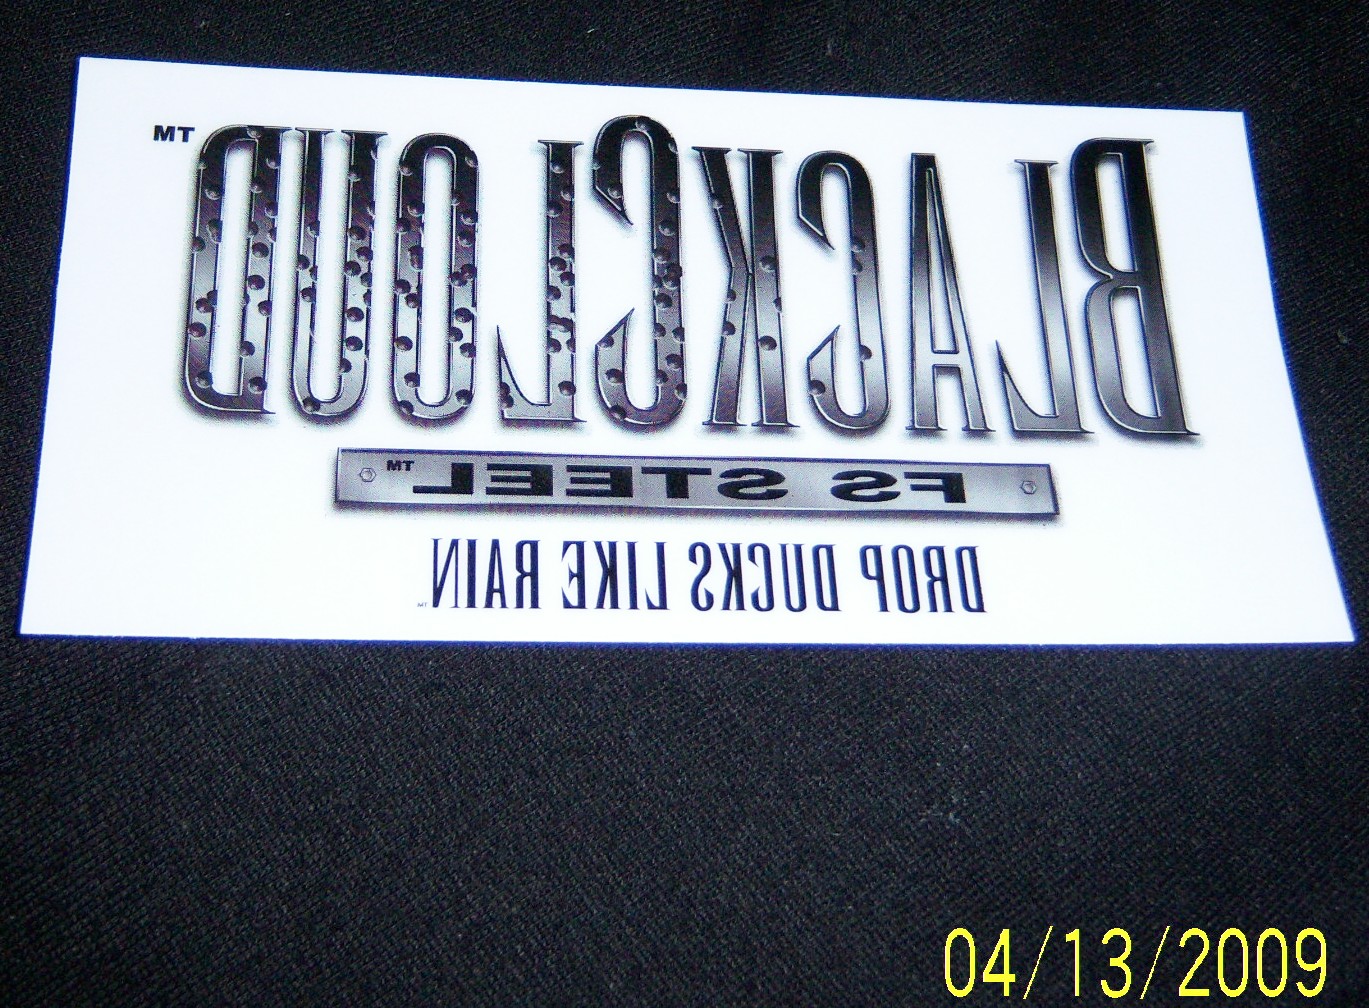 BLACKCLOUD™
FS STEEL™
DROP DUCKS LIKE RAIN™
04/13/2009